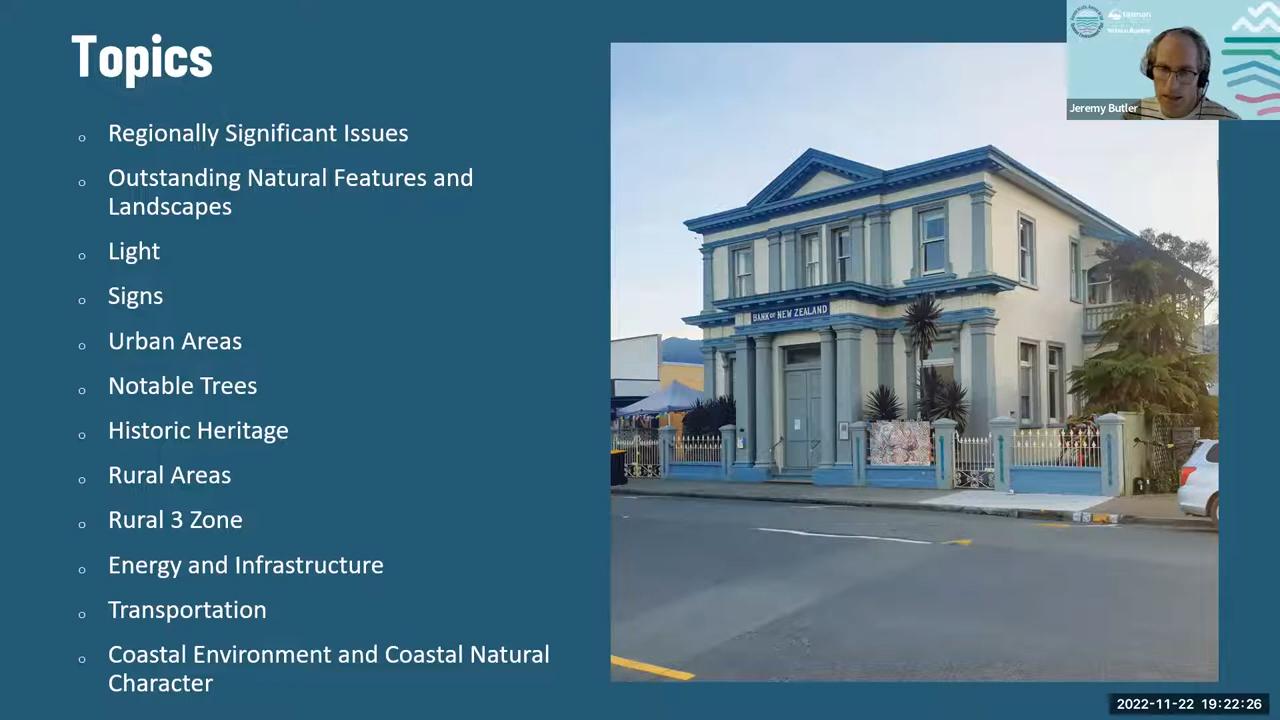 Topics
Regionally Significant Issues
Outstanding Natural Features and
Landscapes
Light
Signs
Urban Areas
Notable Trees
Historic Heritage
Rural Areas
Rural 3 Zone
Energy and Infrastructure
Transportation
Coastal Environment and Coastal Natural
Character
BANK OF NEW ZEALAND
tasman
Jeremy Butler
2022-11-22 19:22:26